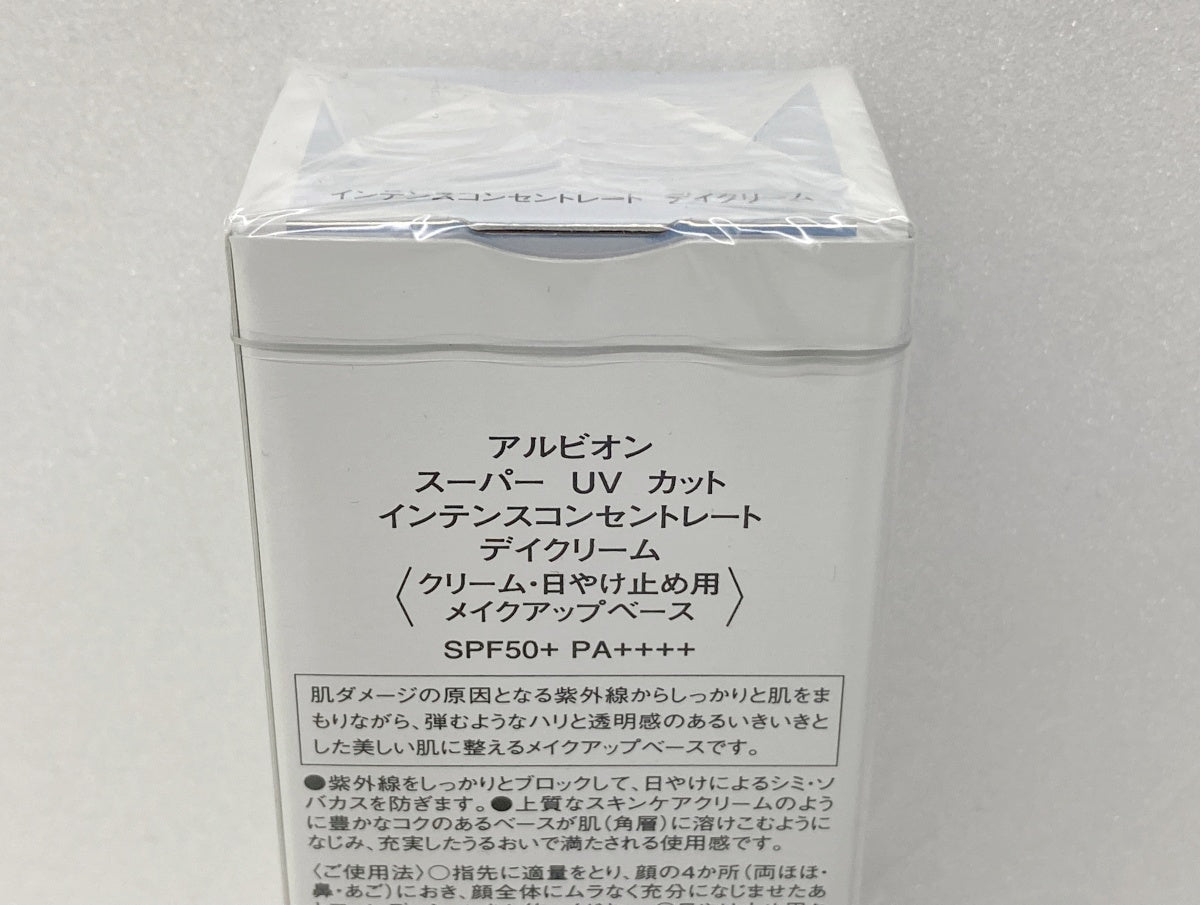 インテンスコンセントレート デイクリーム
アルビオン
スーパー UV カット
インテンスコンセントレート
デイクリーム
〈クリーム・日やけ止め用
メイクアップベース〉
SPF50+ PA++++
肌ダメージの原因となる紫外線からしっかりと肌をま
もりながら、弾むようなハリと透明感のあるいきいきと
した美しい肌に整えるメイクアップベースです。
●紫外線をしっかりとブロックして、日やけによるシミ・ソ
バカスを防ぎます。●上質なスキンケアクリームのよう
に豊かなコクのあるベースが肌(角層)に溶けこむように
なじみ、充実したうるおいで満たされる使用感です。
〈ご使用法〉○指先に適量をとり、顔の4か所(両ほほ・
鼻・あご)におき、顔全体にムラなく充分になじませたあ